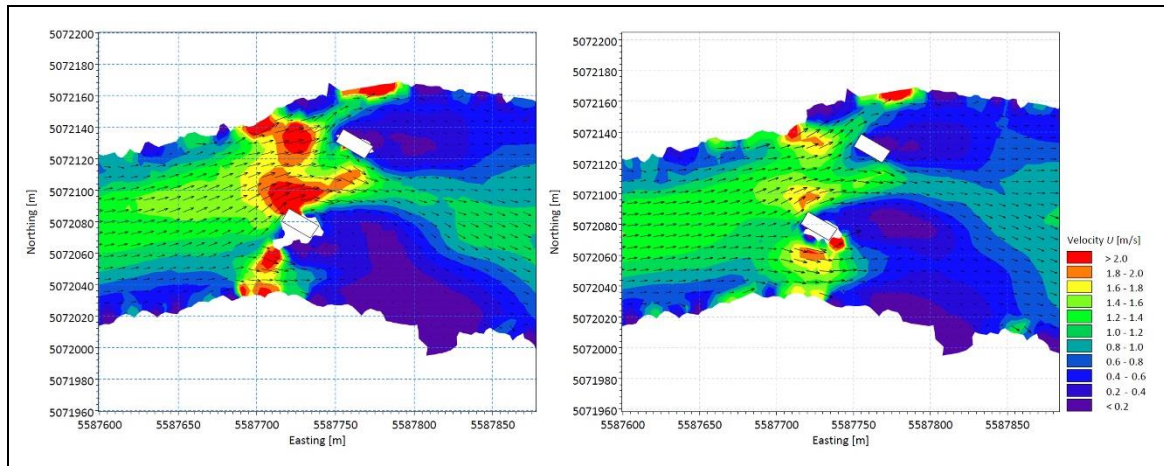 5072200
5072180
5072160
5072140
5072120
5072100
5072080
5072060
5072040
5072020
5072000
5071980
5071960
Northing [m]
5587600 5587650 5587700 5587750 5587800 5587850
Easting [m]
5072200
5072180
5072160
5072140
5072120
5072100
5072080
5072060
5072040
5072020
5072000
5071980
5071960
Northing [m]
5587600 5587650 5587700 5587750 5587800 5587850
Easting [m]
Velocity U [m/s]
> 2.0
1.8 - 2.0
1.6 - 1.8
1.4 - 1.6
1.2 - 1.4
1.0 - 1.2
0.8 - 1.0
0.6 - 0.8
0.4 - 0.6
0.2 - 0.4
< 0.2